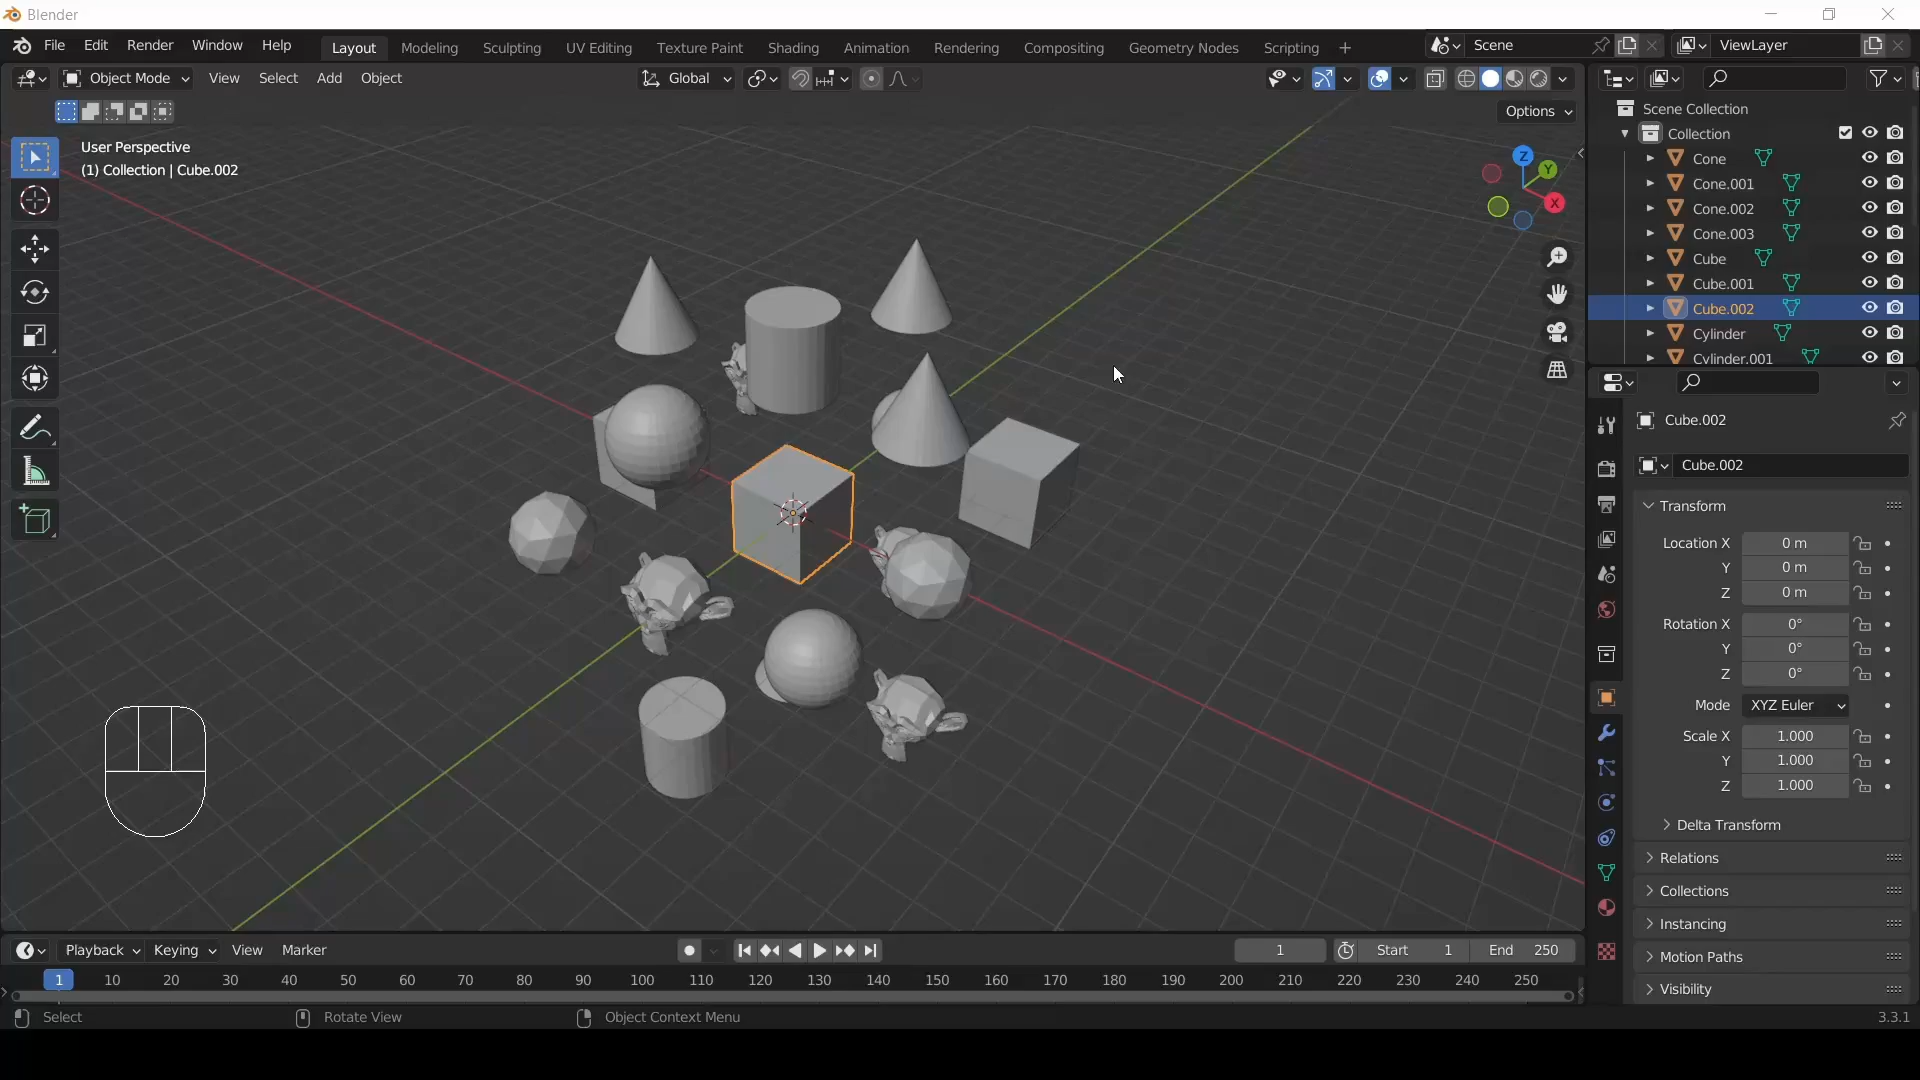 Blender
File Edit Render Window Help Layout Modeling Sculpting UV Editing Texture Paint Shading Animation Rendering Compositing Geometry Nodes Scripting + Scene ViewLayer
Object Mode View Select Add Object Global
Options
User Perspective
(1) Collection | Cube.002
Z
Y
X
Scene Collection
Collection
Cone
Cone.001
Cone.002
Cone.003
Cube
Cube.001
Cube.002
Cylinder
Cylinder.001
Cube.002
Cube.002
Transform
Location X 0 m
Y 0 m
Z 0 m
Rotation X 0°
Y 0°
Z 0°
Mode XYZ Euler
Scale X 1.000
Y 1.000
Z 1.000
Delta Transform
Relations
Collections
Instancing
Motion Paths
Visibility
Playback Keying View Marker 1 Start 1 End 250
1 10 20 30 40 50 60 70 80 90 100 110 120 130 140 150 160 170 180 190 200 210 220 230 240 250
Select Rotate View Object Context Menu 3.3.1